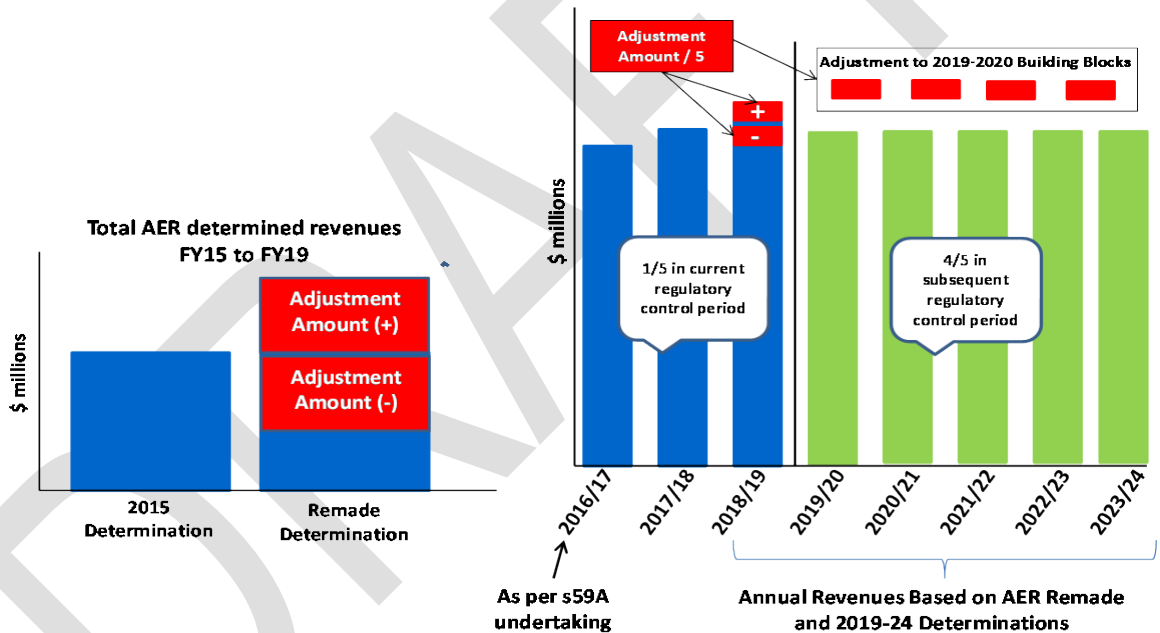 DRAFT
Total AER determined revenues
FY15 to FY19
$ millions
Adjustment
Amount (+)
Adjustment
Amount (-)
2015
Determination
Remade
Determination
Adjustment
Amount / 5
Adjustment to 2019-2020 Building Blocks
+
-
$ millions
1/5 in current
regulatory
control period
4/5 in
subsequent
regulatory
control period
2016/17
2017/18
2018/19
2019/20
2020/21
2021/22
2022/23
2023/24
As per s59A
undertaking
Annual Revenues Based on AER Remade
and 2019-24 Determinations